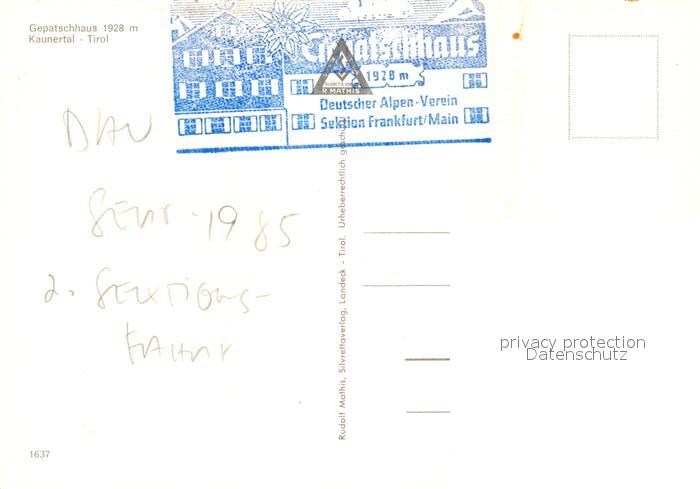 Gepatschhaus 1928 m
Kaunertal - Tirol
Gepatschhaus
1928 m
R MATHIS
Deutscher Alpen-Verein
Sektion Frankfurt/Main
DAV
SEPT. 1985
2. SEKTIONS-
FAHRT
Rudolf Mathis, Silvrettaverlag, Landeck - Tirol. Urheberrechtlich geschützt
privacy protection
Datenschutz
1637